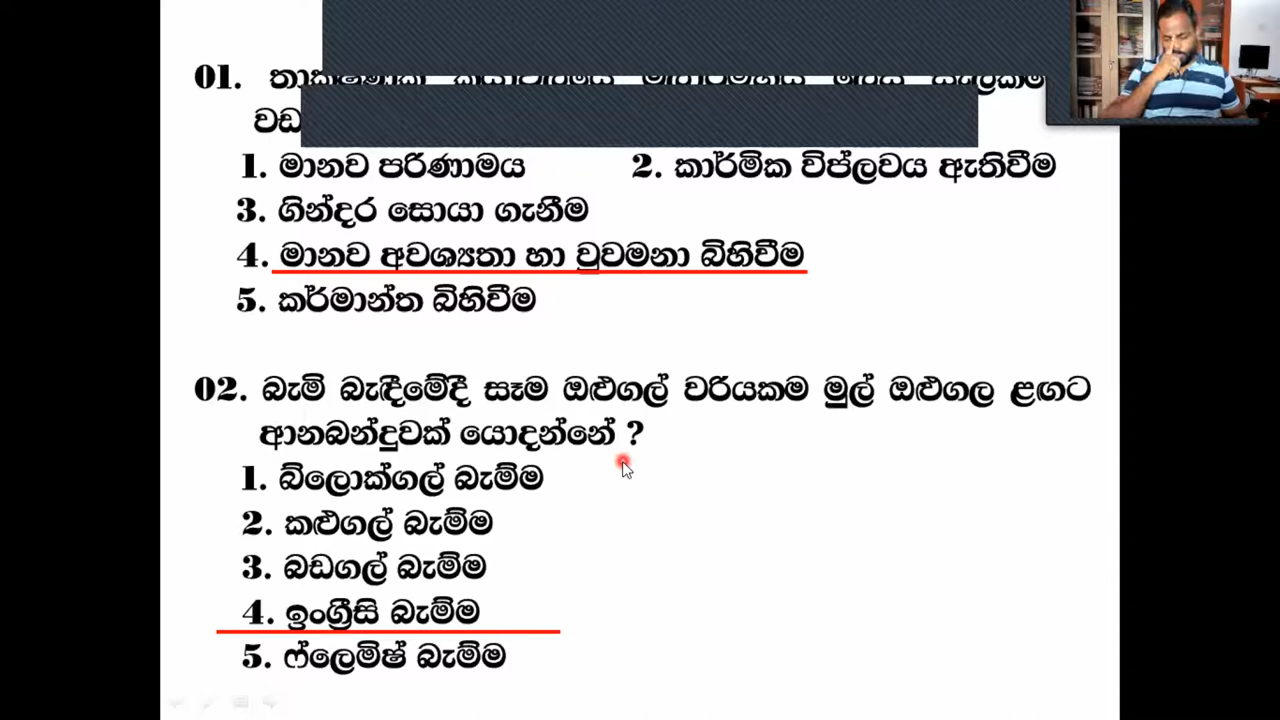 01.
වඩ
1. මානව පරිණාමය 2. කාර්මික විප්ලවය ඇතිවීම
3. ගින්දර සොයා ගැනීම
4. මානව අවශ්‍යතා හා වුවමනා බිහිවීම
5. කර්මාන්ත බිහිවීම
02. බැමි බැඳීමේදී සෑම ඔළුගල් වරියකම මුල් ඔළුගල ළඟට
ආනබන්දුවක් යොදන්නේ ?
1. බ්ලොක්ගල් බැම්ම
2. කළුගල් බැම්ම
3. බඩගල් බැම්ම
4. ඉංග්‍රීසි බැම්ම
5. ෆ්ලෙමිෂ් බැම්ම